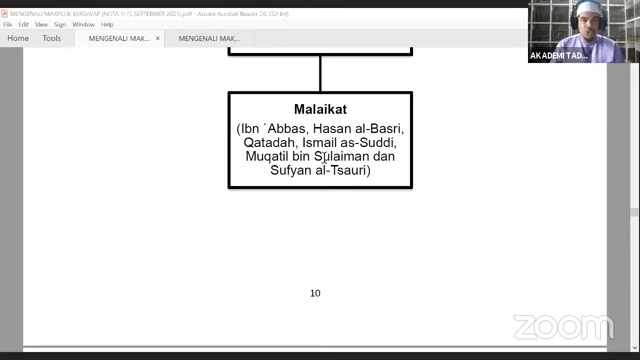 MENGENALI MAKHLUK BERSAYAP (NOTA 1) (5 SEPTEMBER 2021).pdf - Adobe Acrobat Reader DC (32-bit)
File Edit View Sign Window Help
Home Tools MENGENALI MAK... × MENGENALI MAK...
AKADEMI TAD...
Malaikat
(Ibn `Abbas, Hasan al-Basri,
Qatadah, Ismail as-Suddi,
Muqatil bin Sulaiman dan
Sufyan al-Tsauri)
10
zoom